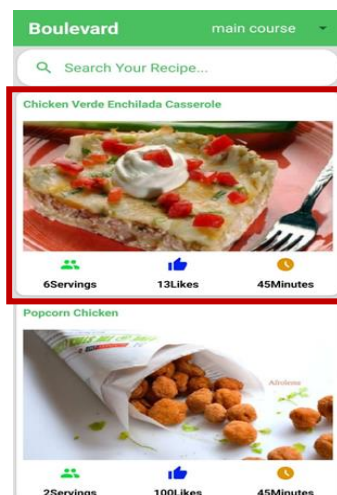 Boulevard
main course
Search Your Recipe...
Chicken Verde Enchilada Casserole
6Servings 13Likes 45Minutes
Popcorn Chicken
2Servings 100Likes 45Minutes